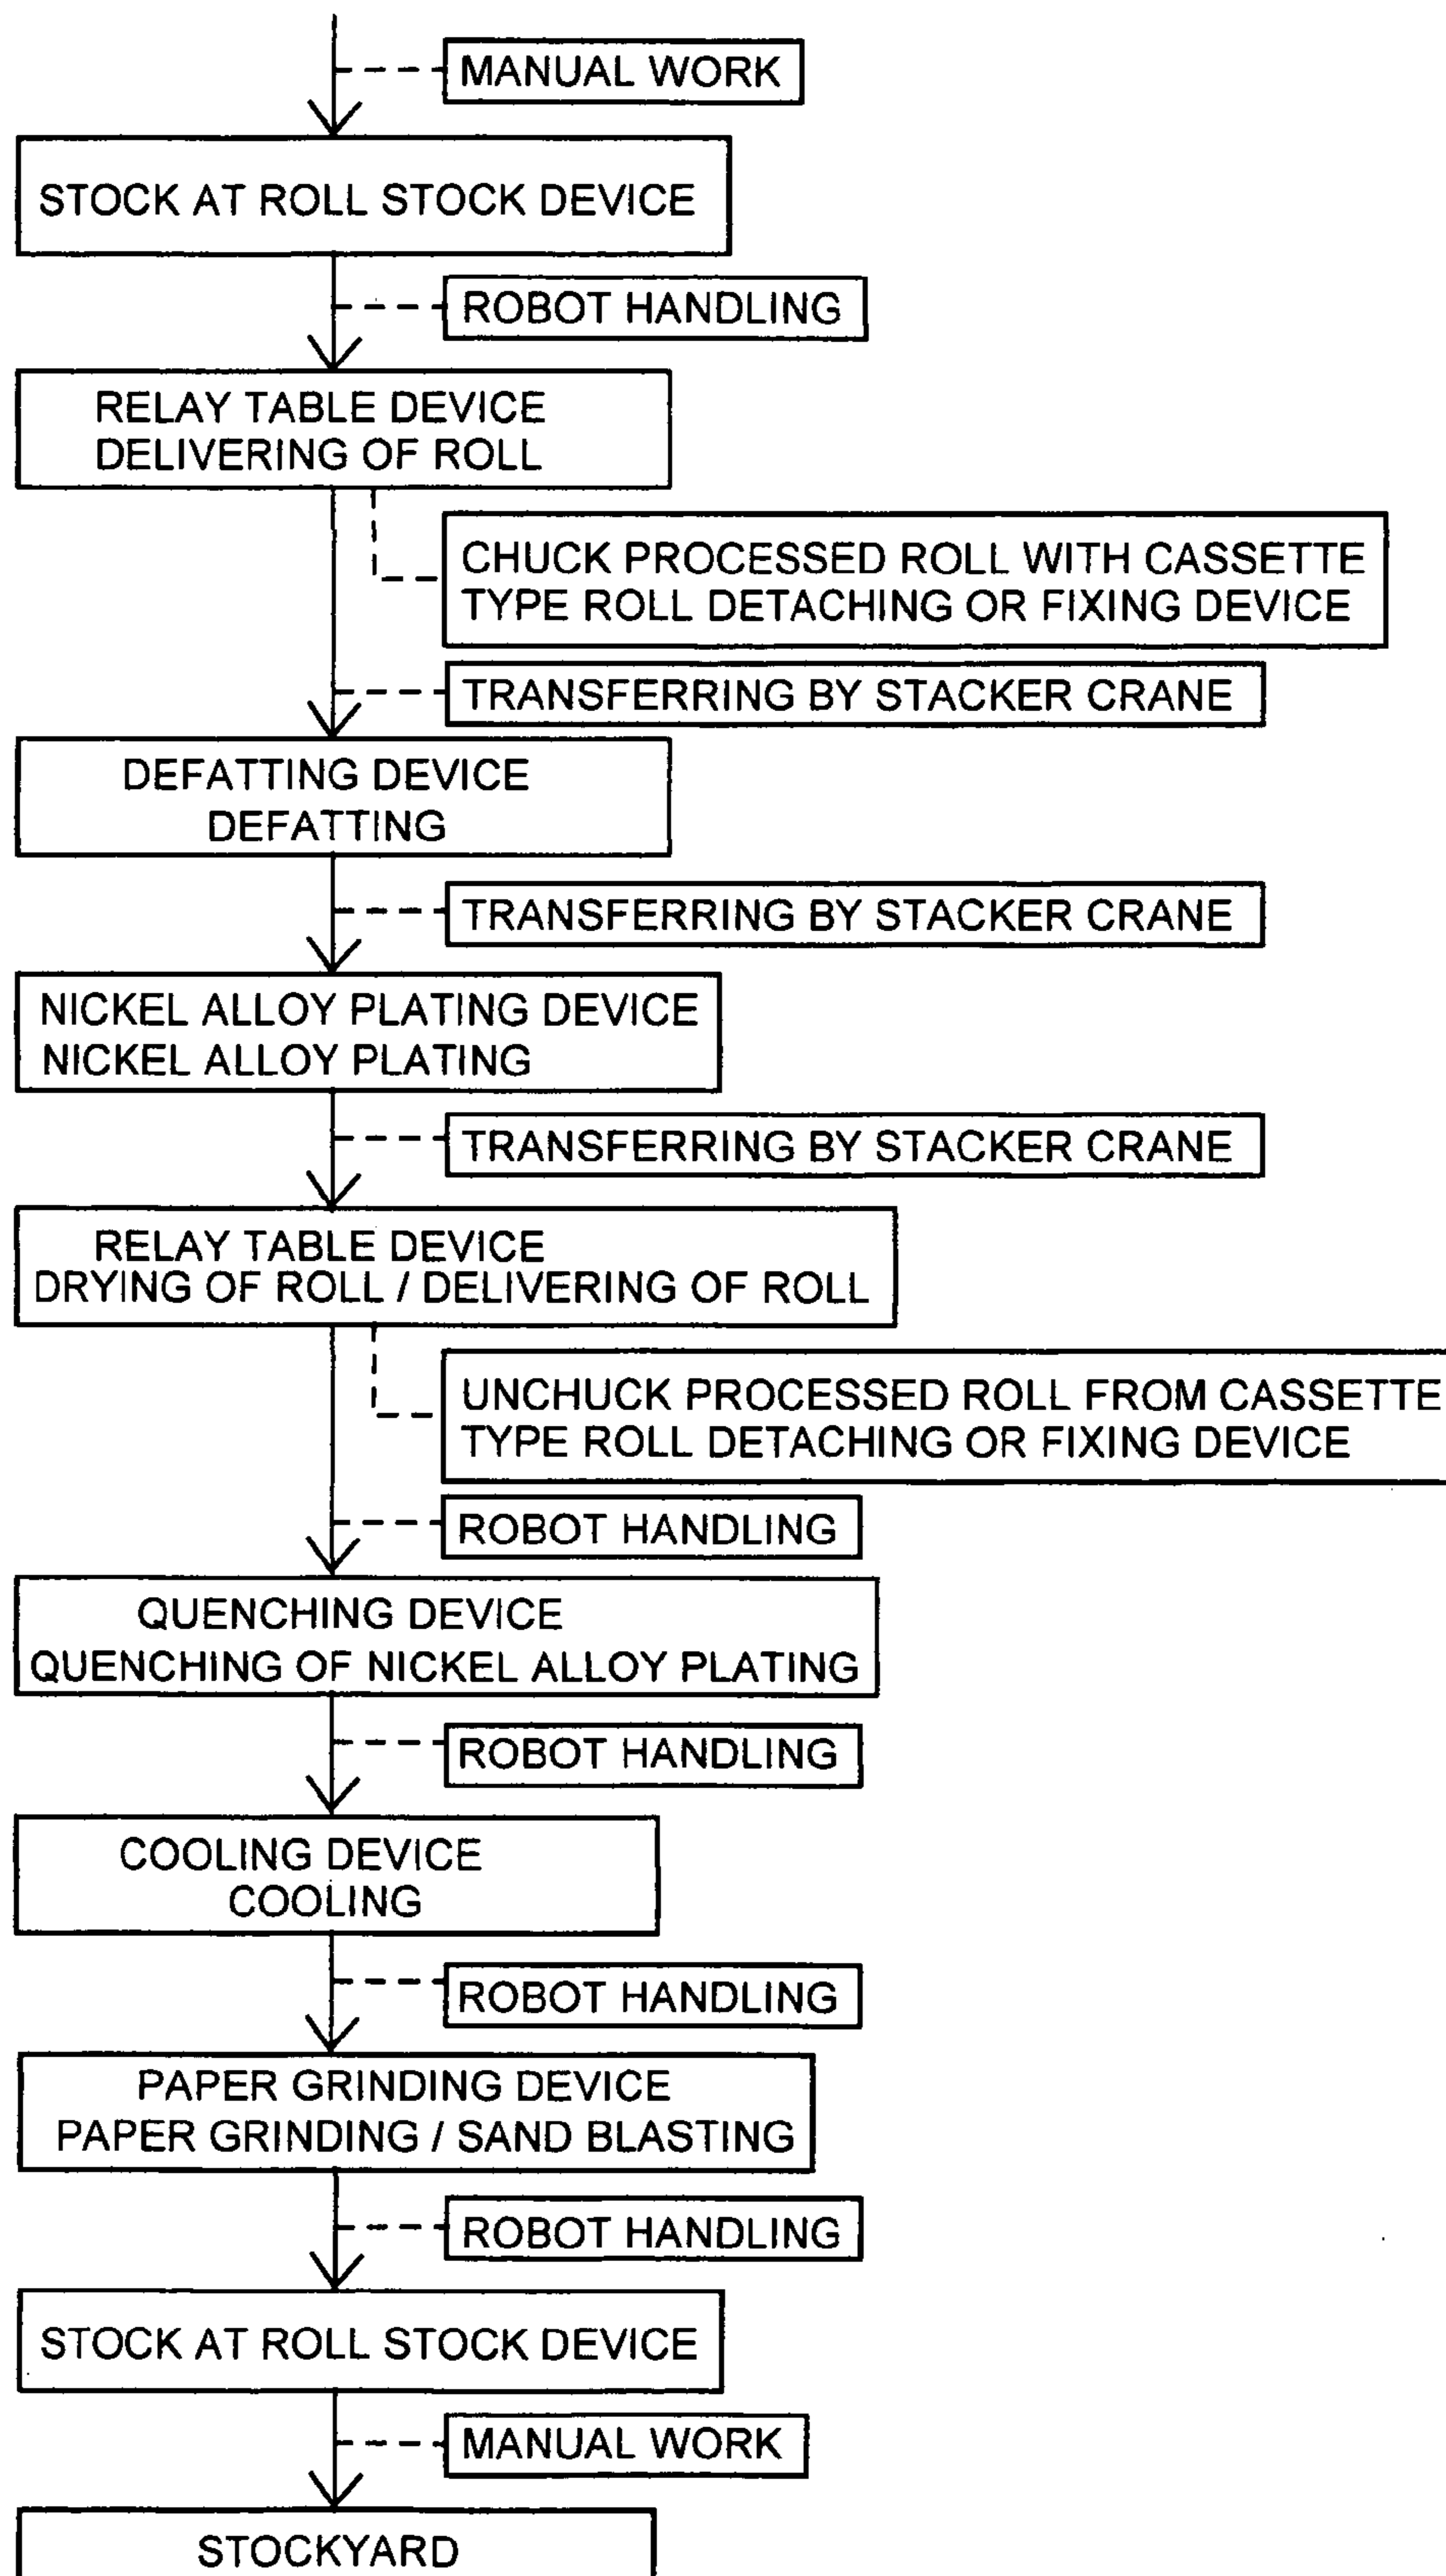 MANUAL WORK
STOCK AT ROLL STOCK DEVICE
ROBOT HANDLING
RELAY TABLE DEVICE
DELIVERING OF ROLL
CHUCK PROCESSED ROLL WITH CASSETTE
TYPE ROLL DETACHING OR FIXING DEVICE
TRANSFERRING BY STACKER CRANE
DEFATTING DEVICE
DEFATTING
TRANSFERRING BY STACKER CRANE
NICKEL ALLOY PLATING DEVICE
NICKEL ALLOY PLATING
TRANSFERRING BY STACKER CRANE
RELAY TABLE DEVICE
DRYING OF ROLL / DELIVERING OF ROLL
UNCHUCK PROCESSED ROLL FROM CASSETTE
TYPE ROLL DETACHING OR FIXING DEVICE
ROBOT HANDLING
QUENCHING DEVICE
QUENCHING OF NICKEL ALLOY PLATING
ROBOT HANDLING
COOLING DEVICE
COOLING
ROBOT HANDLING
PAPER GRINDING DEVICE
PAPER GRINDING / SAND BLASTING
ROBOT HANDLING
STOCK AT ROLL STOCK DEVICE
MANUAL WORK
STOCKYARD